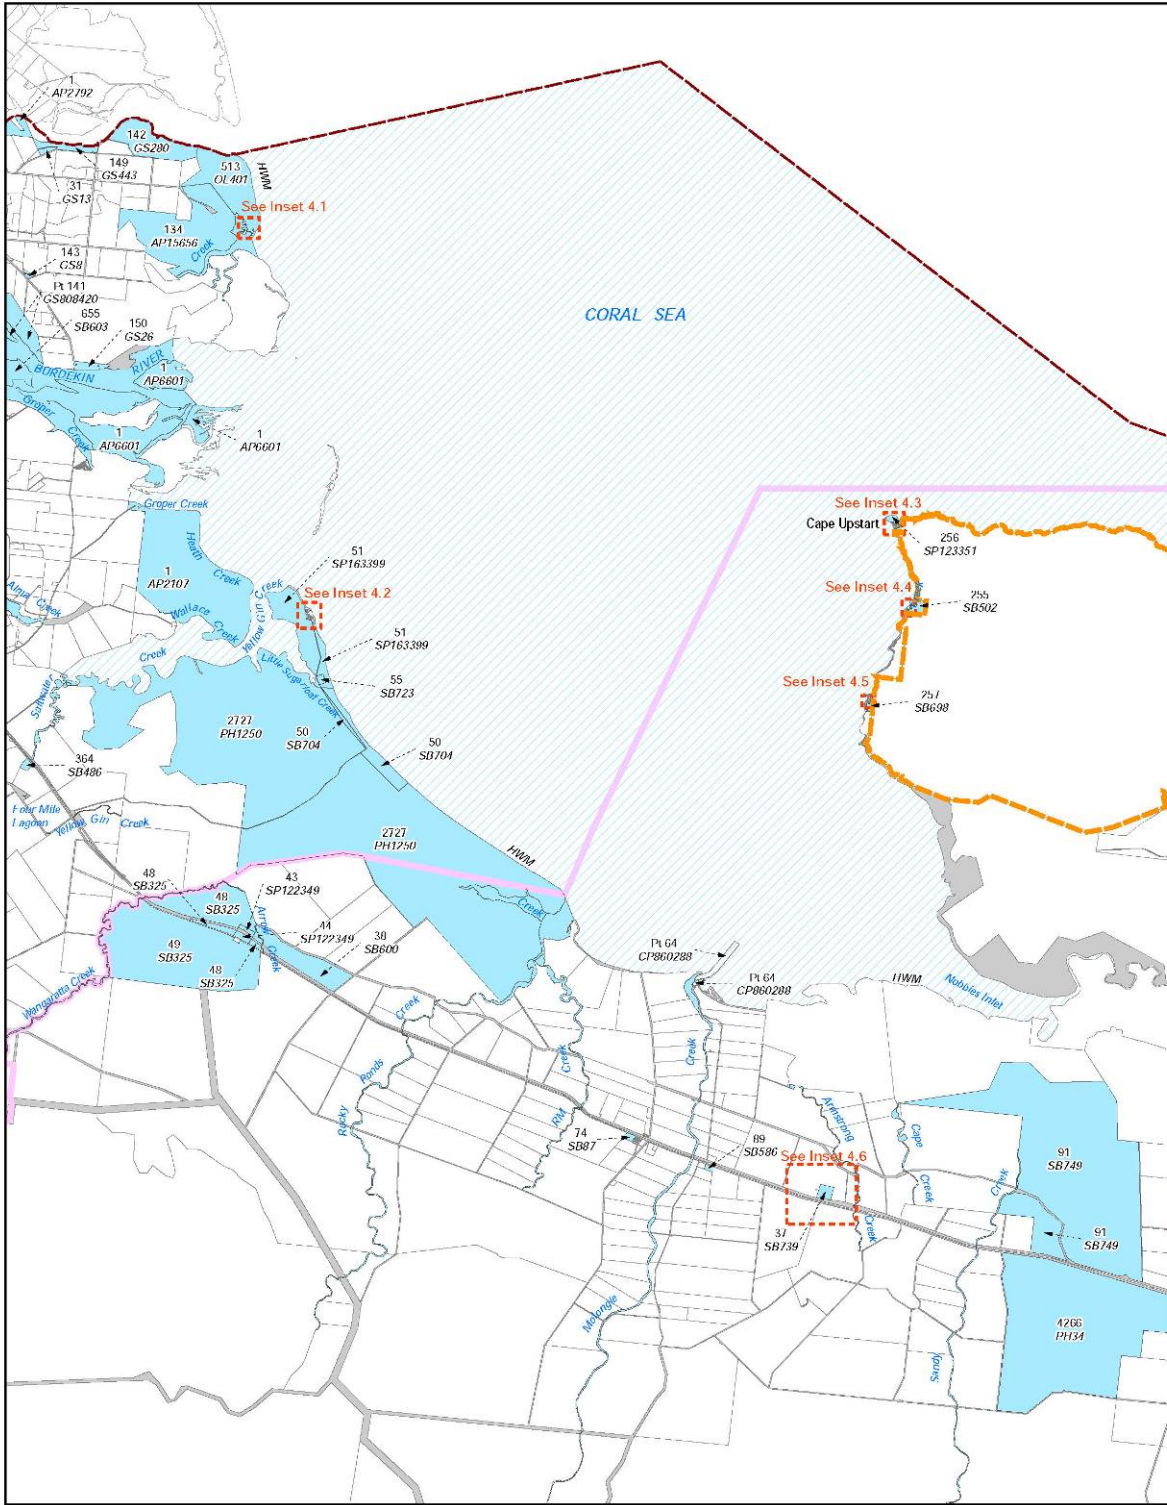 1
AP2792
142
GS280
149
GS443
31
GS13
513
OL401
HWM
See Inset 4.1
134
AP15656
Creek
143
GS8
Pt 141
GS808420
655
SB603
150
GS26
CORAL SEA
BURDEKIN RIVER
1
AP6601
Groper Creek
1
AP6601
1
AP6601
Groper Creek
See Inset 4.3
Cape Upstart
256
SP123351
Heath Creek
1
AP2107
51
SP163399
Yellow Gin Creek
See Inset 4.2
See Inset 4.4
255
SB502
Wallace Creek
51
SP163399
Creek
Little Sugarloaf Creek
55
SB723
See Inset 4.5
257
SB698
Saltwater
2727
PH1250
50
SB704
50
SB704
364
SB486
Four Mile
Lagoon
Yellow Gin Creek
2727
PH1250
HWM
48
SB325
43
SP122349
48
SB325
Arrow Creek
44
SP122349
38
SB600
Creek
49
SB325
48
SB325
Pt 64
CP860288
Pt 64
CP860288
HWM
Nobbies Inlet
Wangaratta Creek
Creek
Rocky Ponds
Creek
RM
Creek
Armstrong
Cape
74
SB87
89
SB586
See Inset 4.6
91
SB749
Creek
Creek
Creek
37
SB739
91
SB749
Molongle
4266
PH34
Sandy